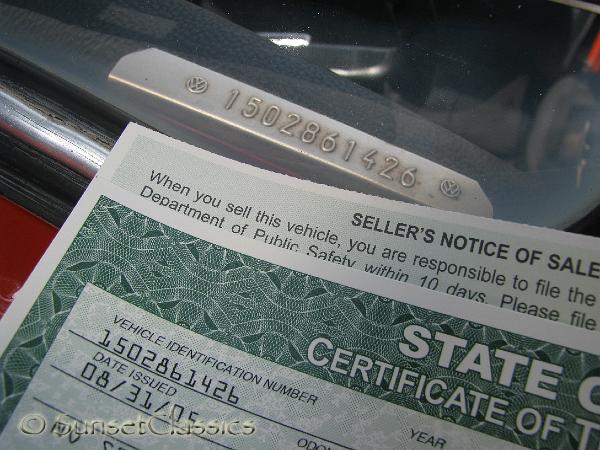 1502861426
SELLER'S NOTICE OF SALE
When you sell this vehicle, you are responsible to file the
Department of Public Safety within 10 days. Please file
STATE
CERTIFICATE OF
VEHICLE IDENTIFICATION NUMBER
1502861426
DATE ISSUED
08/31/05
YEAR
SunsetClassics